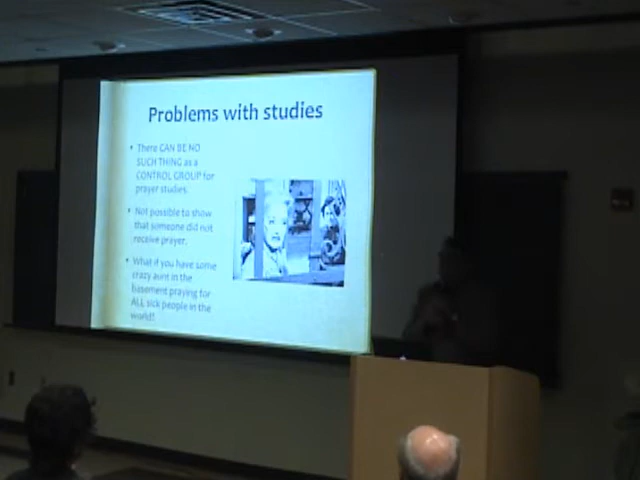 Problems with studies
• There CAN BE NO
SUCH THING as a
CONTROL GROUP for
prayer studies.
• Not possible to show
that someone did not
receive prayer.
• What if you have some
crazy aunt in the
basement praying for
ALL sick people in the
world!